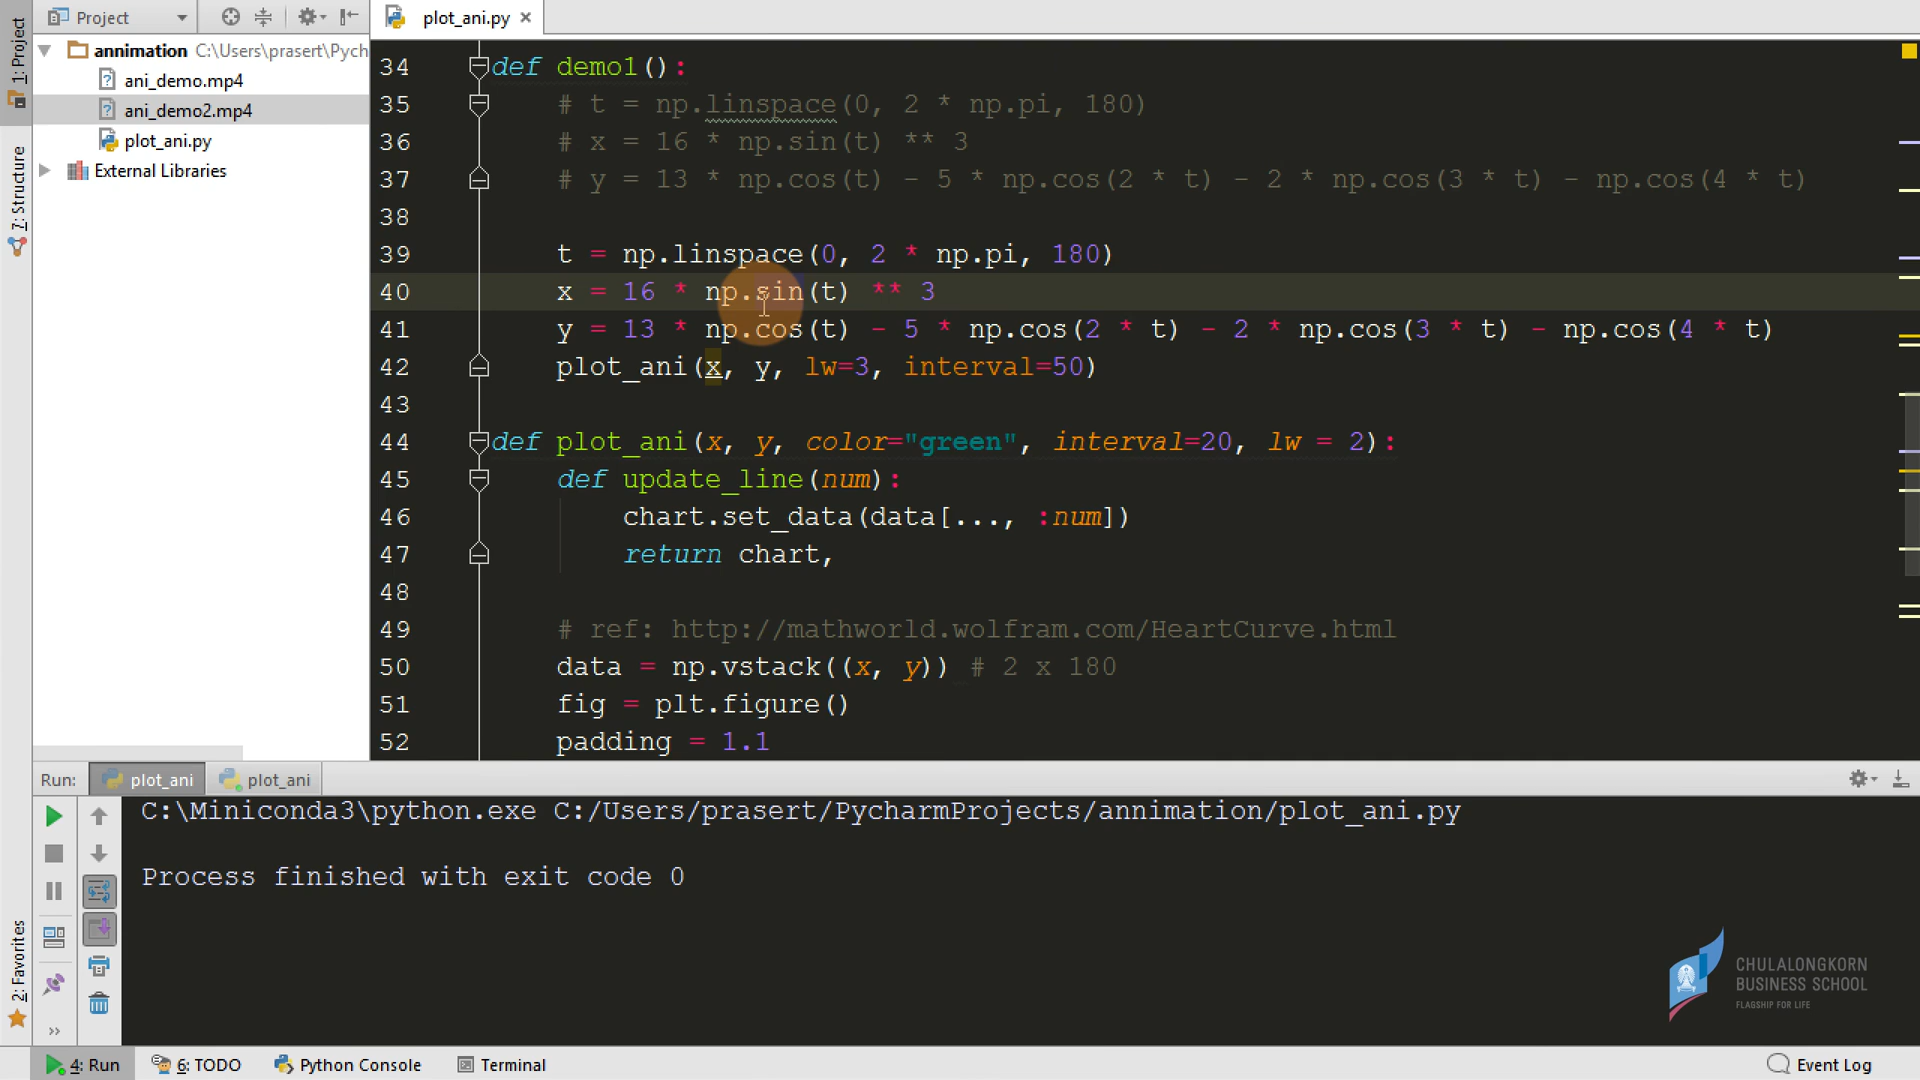 Project
plot_ani.py
1: Project
annimation C:\Users\prasert\Pych
ani_demo.mp4
ani_demo2.mp4
plot_ani.py
External Libraries
7: Structure
2: Favorites
34 def demo1():
35 # t = np.linspace(0, 2 * np.pi, 180)
36 # x = 16 * np.sin(t) ** 3
37 # y = 13 * np.cos(t) - 5 * np.cos(2 * t) - 2 * np.cos(3 * t) - np.cos(4 * t)
38
39 t = np.linspace(0, 2 * np.pi, 180)
40 x = 16 * np.sin(t) ** 3
41 y = 13 * np.cos(t) - 5 * np.cos(2 * t) - 2 * np.cos(3 * t) - np.cos(4 * t)
42 plot_ani(x, y, lw=3, interval=50)
43
44 def plot_ani(x, y, color="green", interval=20, lw = 2):
45 def update_line(num):
46 chart.set_data(data[..., :num])
47 return chart,
48
49 # ref: http://mathworld.wolfram.com/HeartCurve.html
50 data = np.vstack((x, y)) # 2 x 180
51 fig = plt.figure()
52 padding = 1.1
Run: plot_ani plot_ani
C:\Miniconda3\python.exe C:/Users/prasert/PycharmProjects/annimation/plot_ani.py
Process finished with exit code 0
CHULALONGKORN
BUSINESS SCHOOL
FLAGSHIP FOR LIFE
4: Run 6: TODO Python Console Terminal Event Log